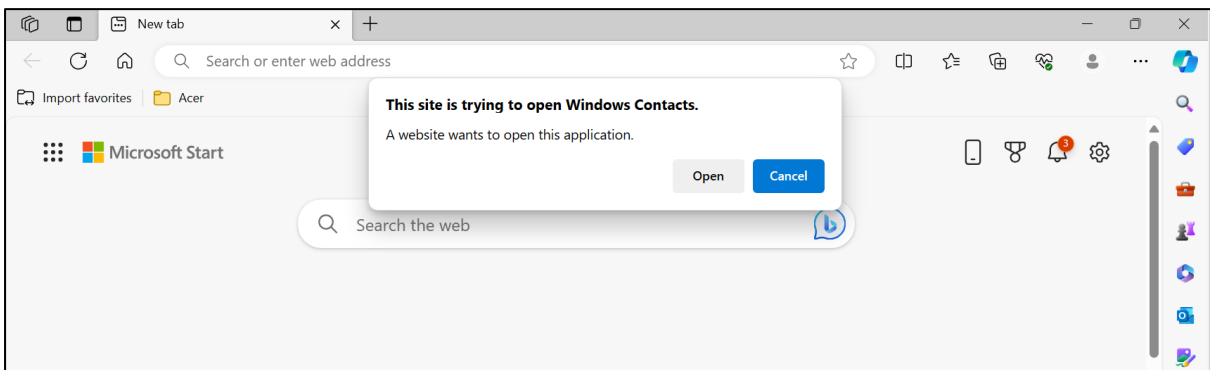 New tab
Search or enter web address
Import favorites
Acer
This site is trying to open Windows Contacts.
A website wants to open this application.
Open
Cancel
Microsoft Start
3
Search the web